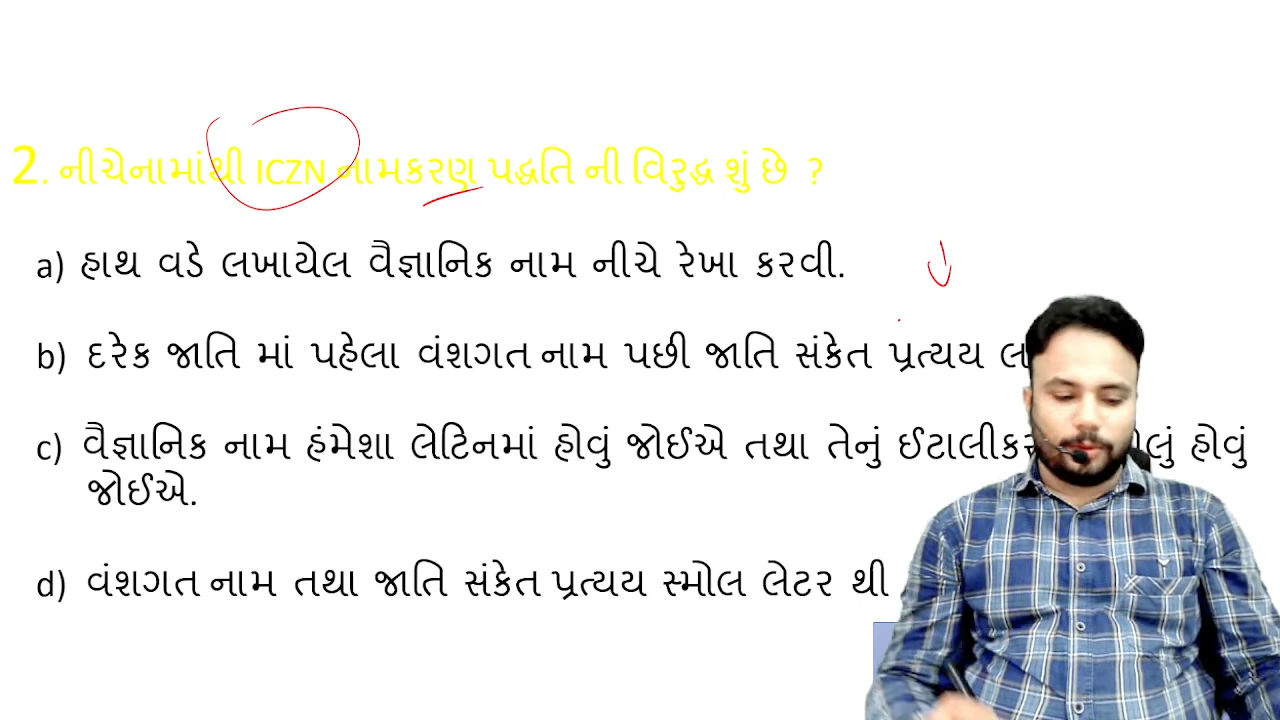 2. નીચેનામાંથી ICZN નામકરણ પદ્ધતિ ની વિરુદ્ધ શું છે ?
a) હાથ વડે લખાયેલ વૈજ્ઞાનિક નામ નીચે રેખા કરવી.
b) દરેક જાતિ માં પહેલા વંશગત નામ પછી જાતિ સંકેત પ્રત્યય
c) વૈજ્ઞાનિક નામ હંમેશા લેટિનમાં હોવું જોઈએ તથા તેનું હોવું
જોઈએ.
d) વંશગત નામ તથા જાતિ સંકેત પ્રત્યય સ્મોલ લેટર થી